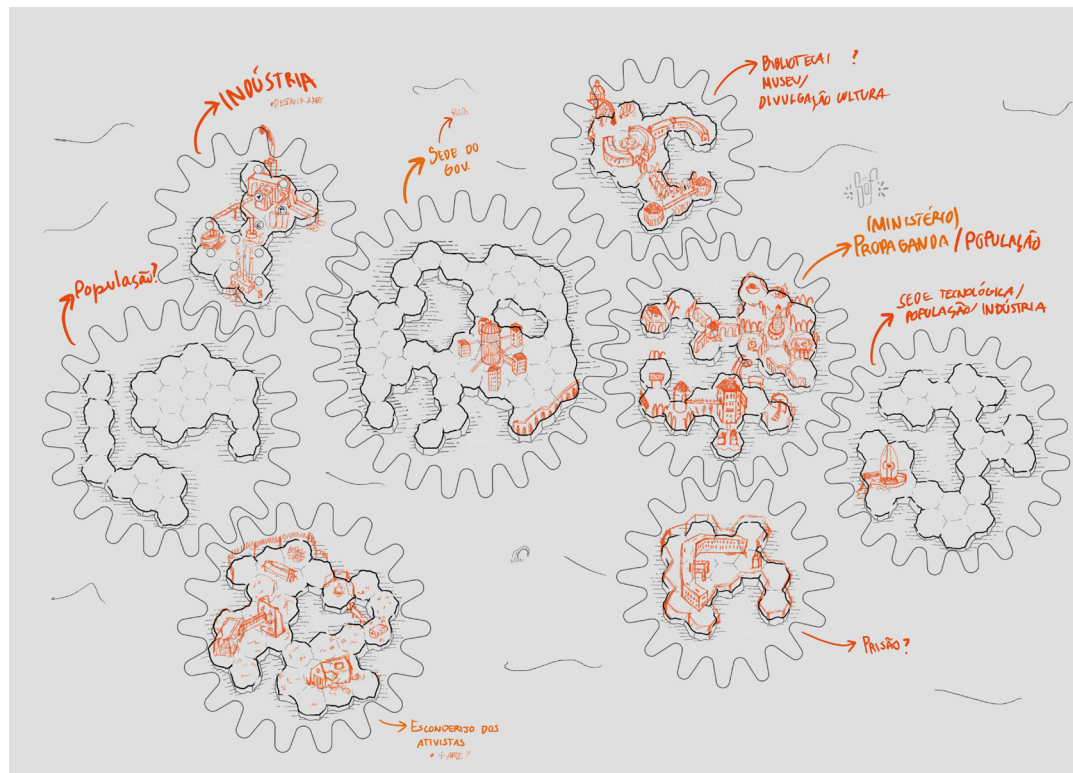 INDÚSTRIA
SEDE DO
GOV.
BIBLIOTECA/ ?
MUSEU/
DIVULGAÇÃO CULTURA
(MINISTÉRIO)
PROPAGANDA/POPULAÇÃO
População?
SEDE TECNOLÓGICA/
POPULAÇÃO/INDÚSTRIA
PRISÃO?
ESCONDERIJO DOS
ATIVISTAS